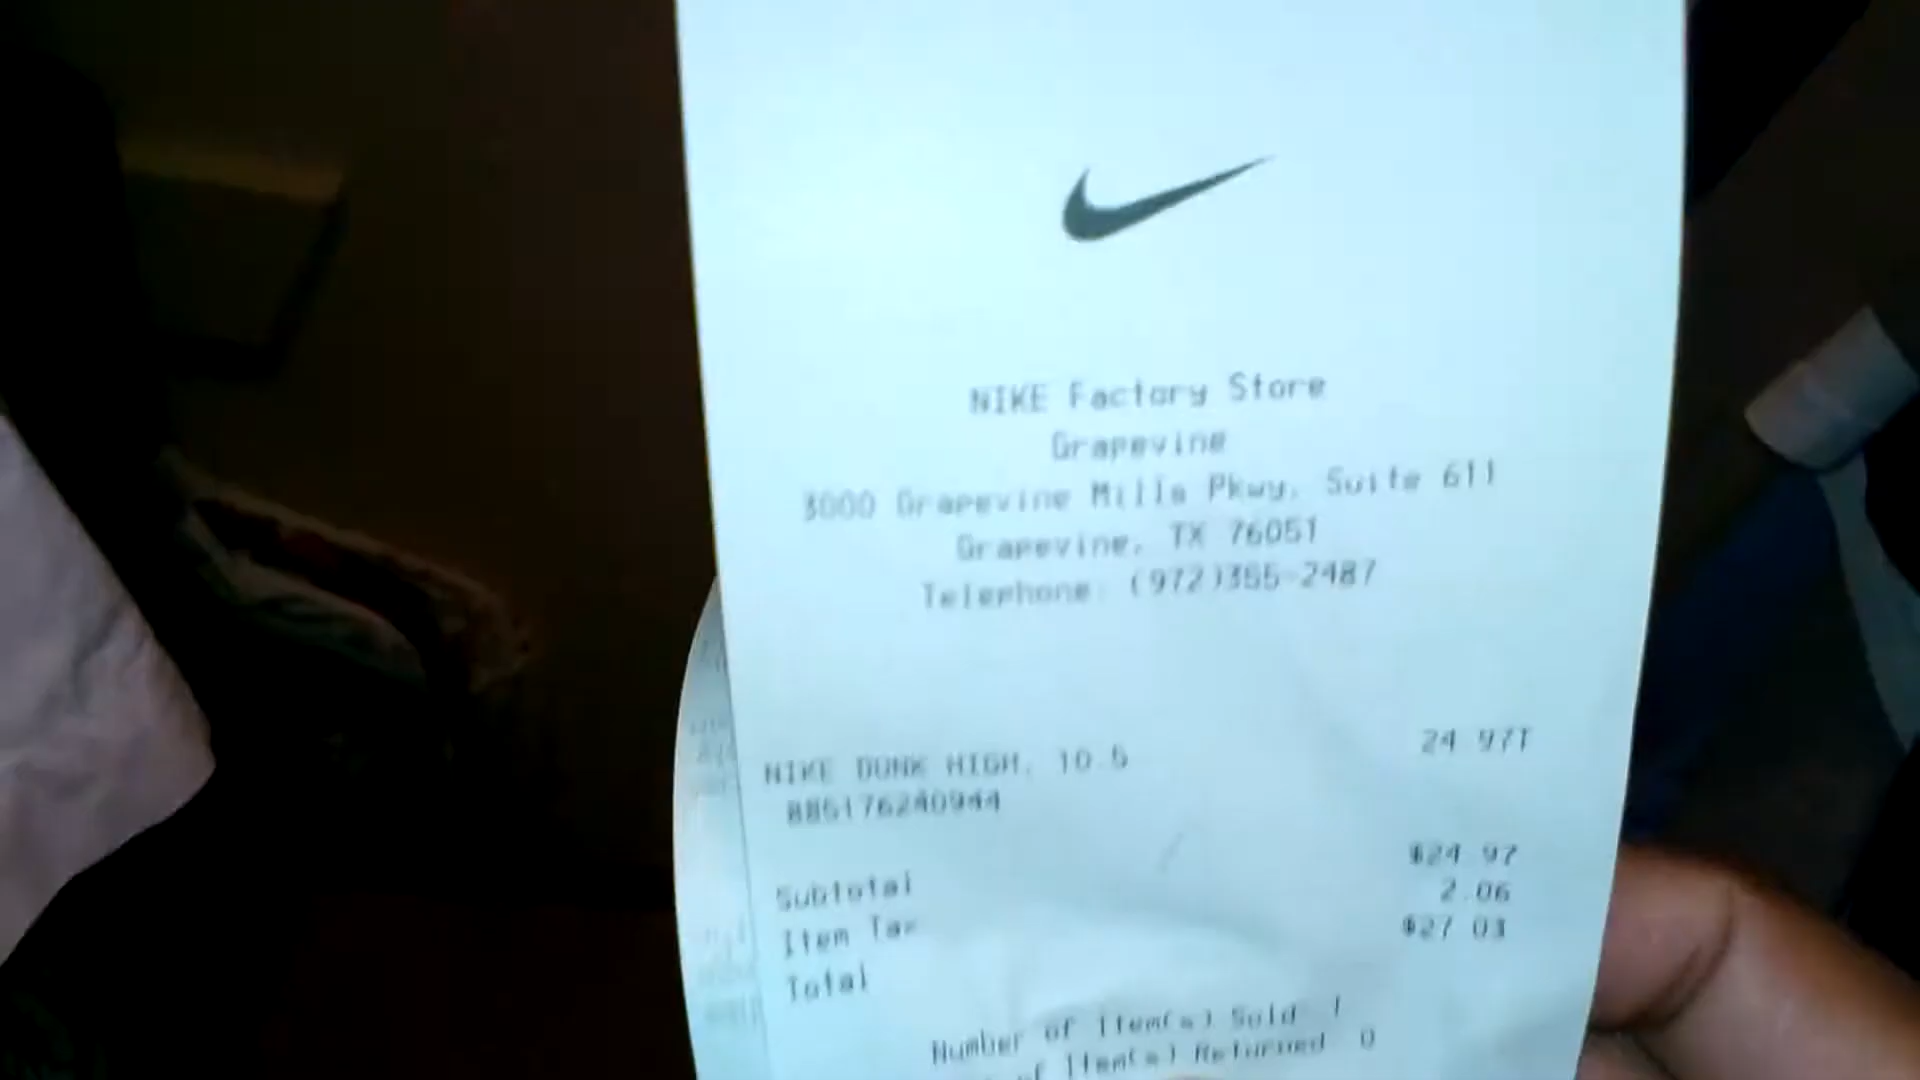 NIKE Factory Store
Grapevine
3000 Grapevine Mills Pkwy, Suite 611
Grapevine, TX 76051
Telephone: (972)355-2487
NIKE DUNK HIGH, 10.5 24.97T
885176240944
Subtotal $24.97
Item Tax 2.06
Total $27.03
Number of Item(s) Sold 1
of Item(s) Returned 0